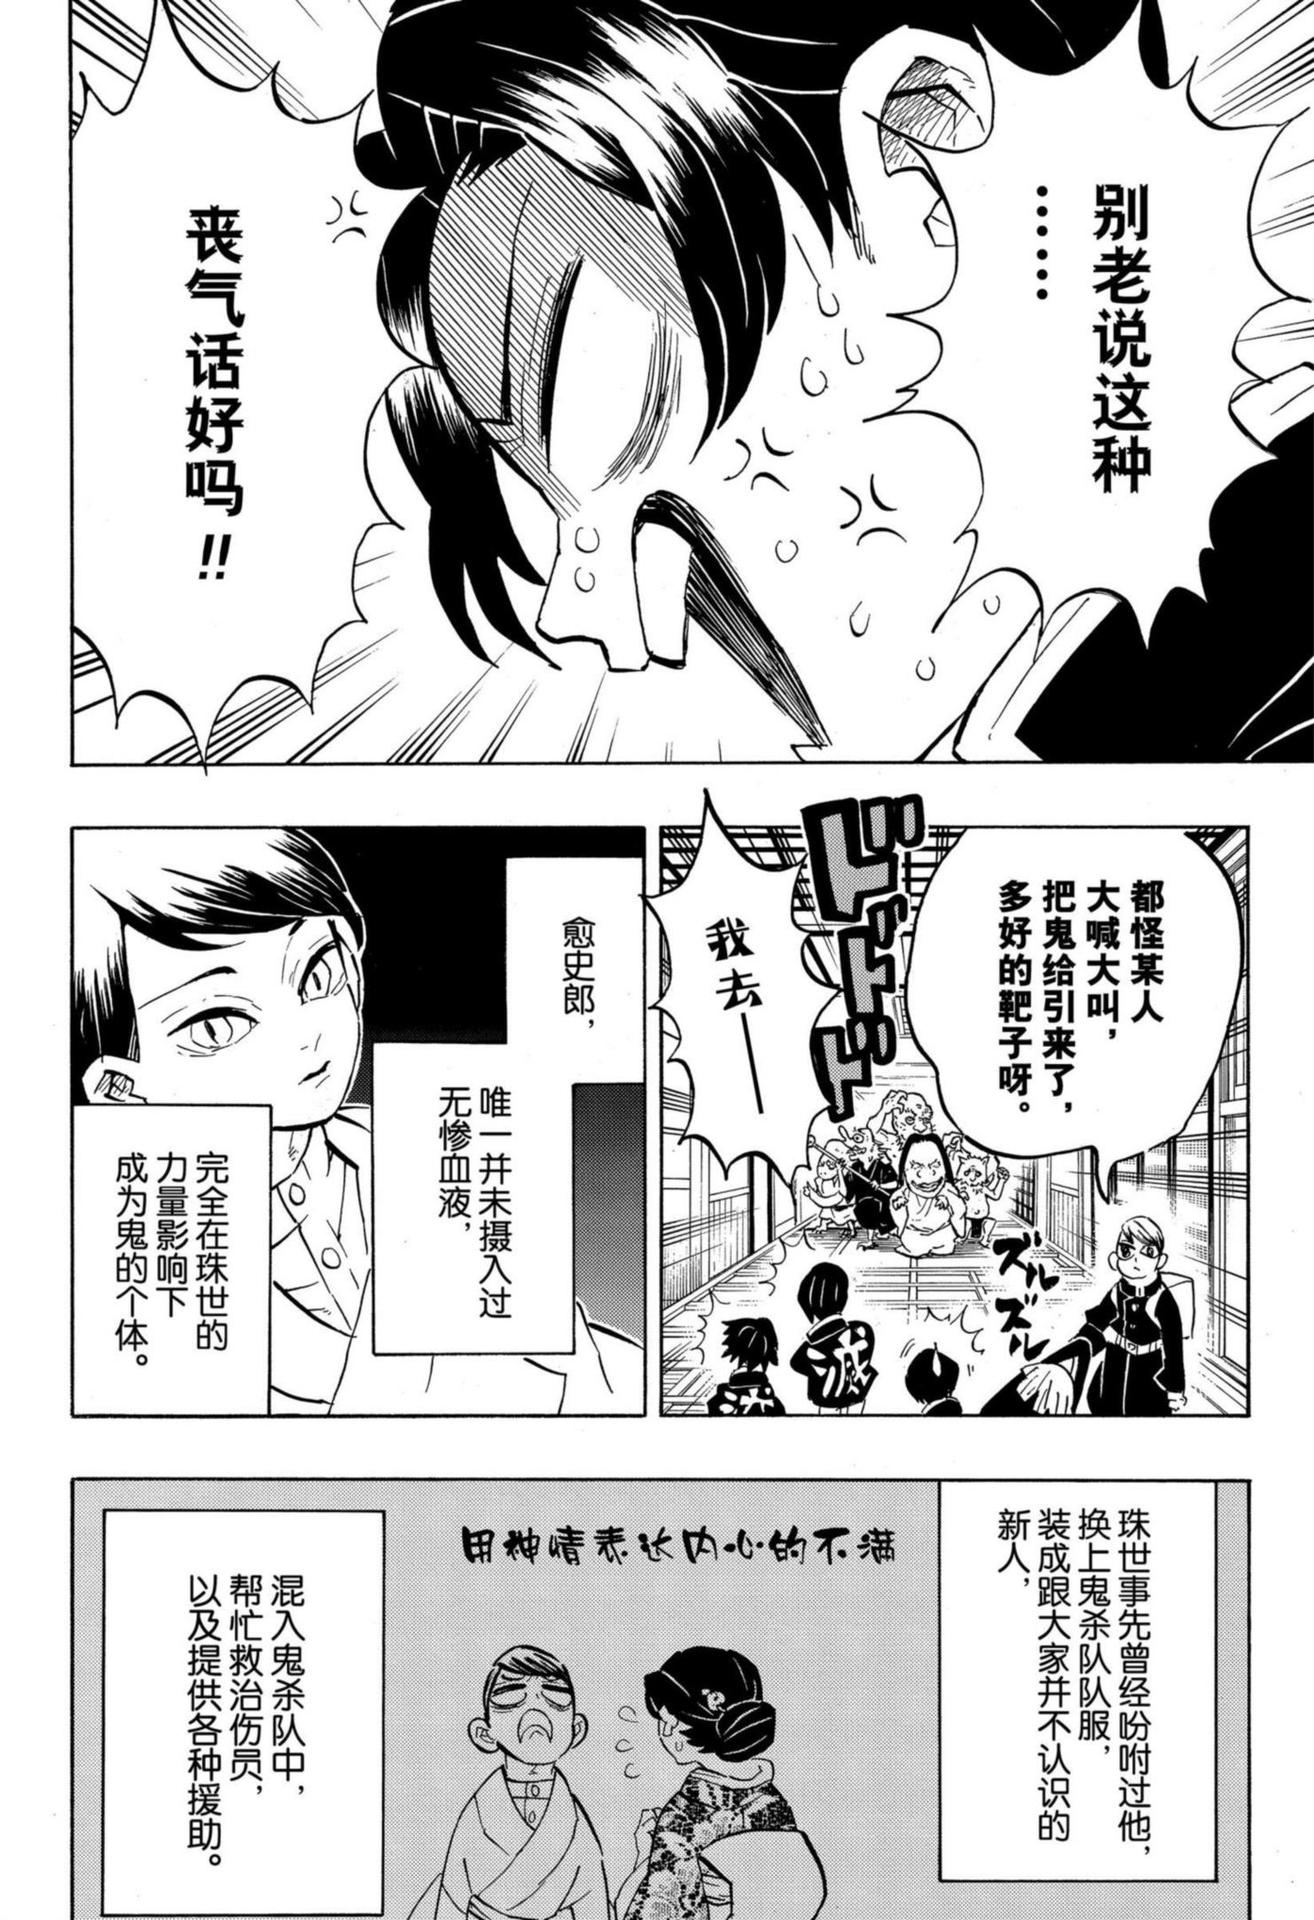 别老说这种
……
丧气话好吗!!
都怪某人
大喊大叫，
把鬼给引来了，
多好的靶子呀。
ドドドド
我去——
ズルズル
滅
滅
愈史郎，
唯一并未摄入过
无惨血液，
完全在珠世的
力量影响下
成为鬼的个体。
珠世事先曾经吩咐过他，
换上鬼杀队队服，
装成跟大家并不认识的
新人，
用神情表达内心的不满
混入鬼杀队中，
帮忙救治伤员，
以及提供各种援助。